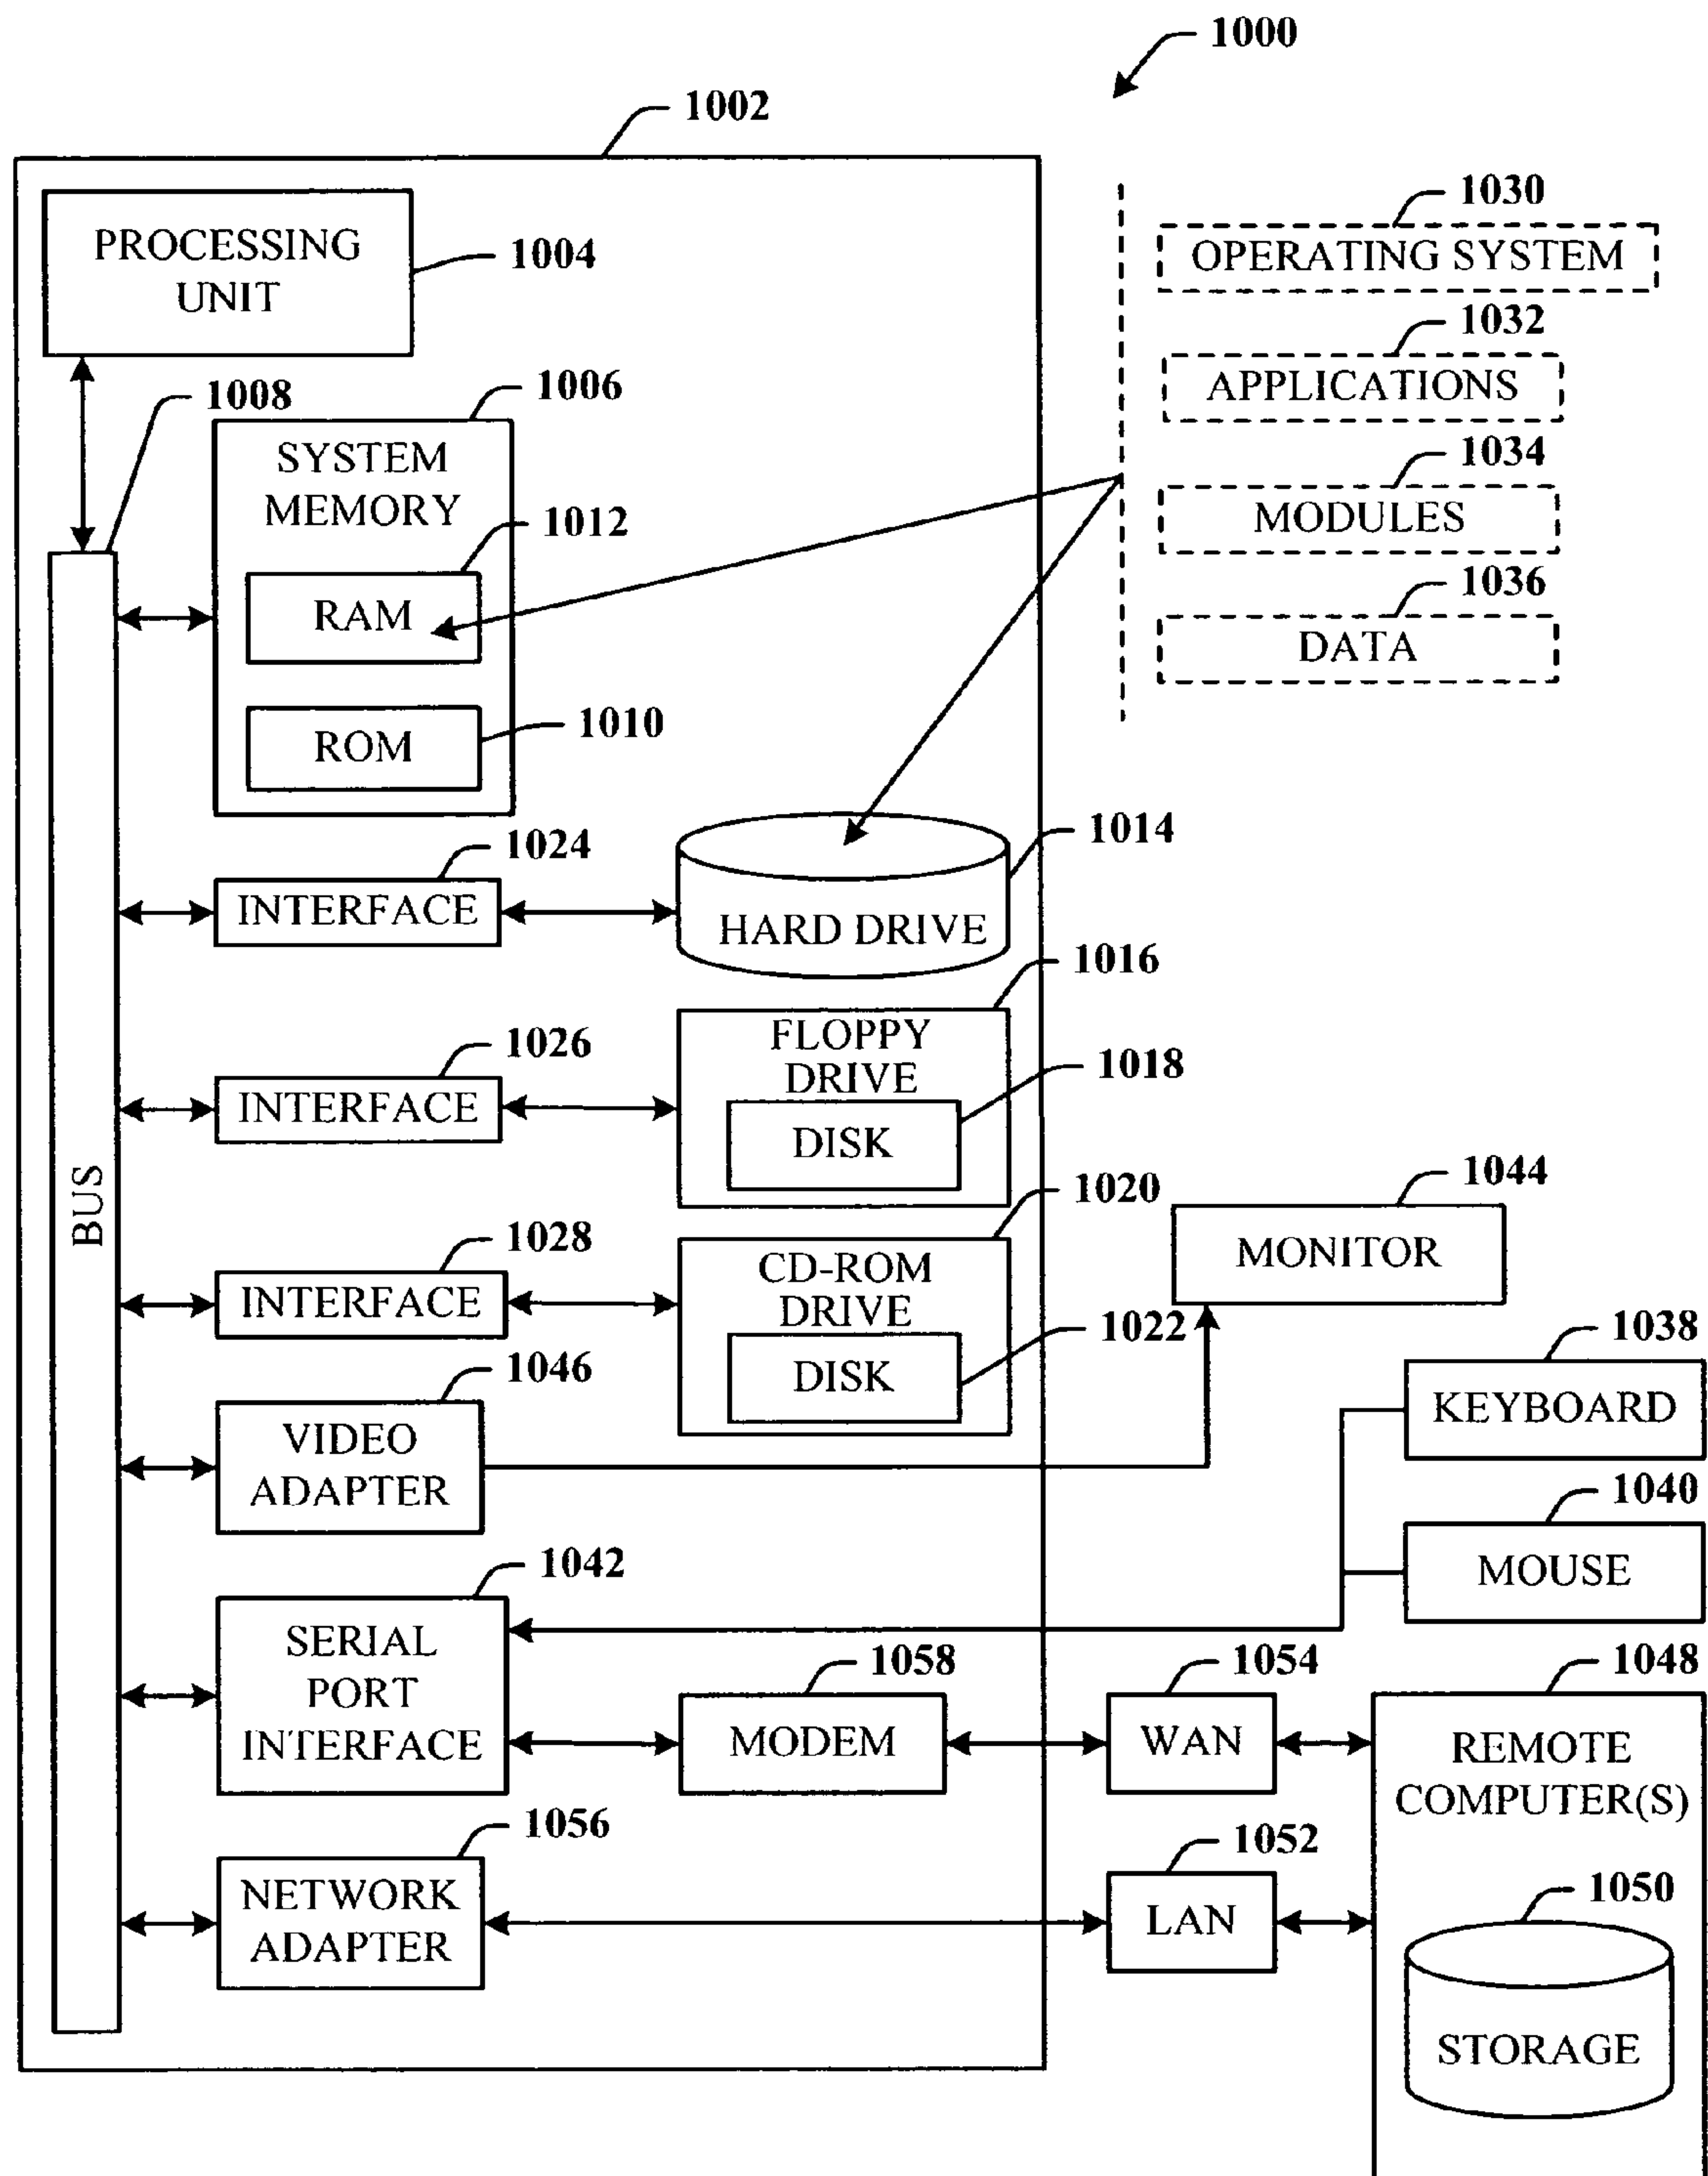 1000
1002
1030
PROCESSING
UNIT
1004
OPERATING SYSTEM
1032
1008
1006
APPLICATIONS
SYSTEM
MEMORY
1034
1012
MODULES
RAM
1036
DATA
ROM
1010
1024
1014
INTERFACE
HARD DRIVE
1016
1026
FLOPPY
DRIVE
1018
INTERFACE
DISK
BUS
1020
1044
1028
MONITOR
INTERFACE
CD-ROM
DRIVE
1022
1038
DISK
1046
KEYBOARD
VIDEO
ADAPTER
1040
1042
MOUSE
SERIAL
PORT
INTERFACE
1058
1054
1048
MODEM
WAN
REMOTE
COMPUTER(S)
1056
1052
NETWORK
ADAPTER
LAN
1050
STORAGE